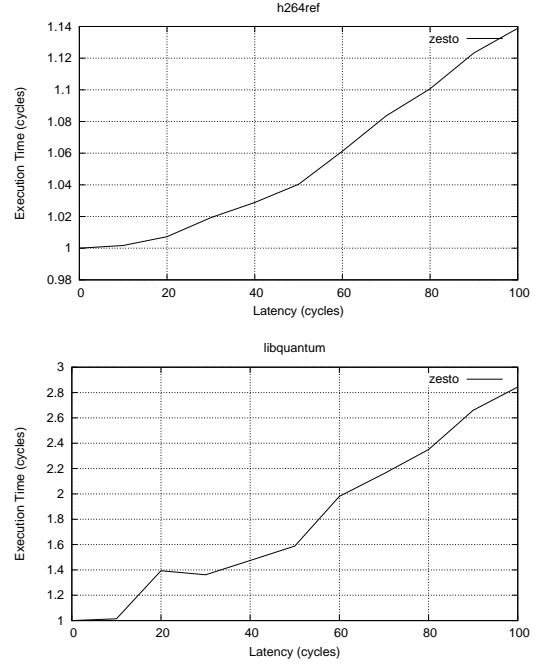 h264ref
1.14
zesto
1.12
1.1
1.08
1.06
1.04
1.02
1
0.98
0 20 40 60 80 100
Execution Time (cycles)
Latency (cycles)
libquantum
3
zesto
2.8
2.6
2.4
2.2
2
1.8
1.6
1.4
1.2
1
0 20 40 60 80 100
Execution Time (cycles)
Latency (cycles)